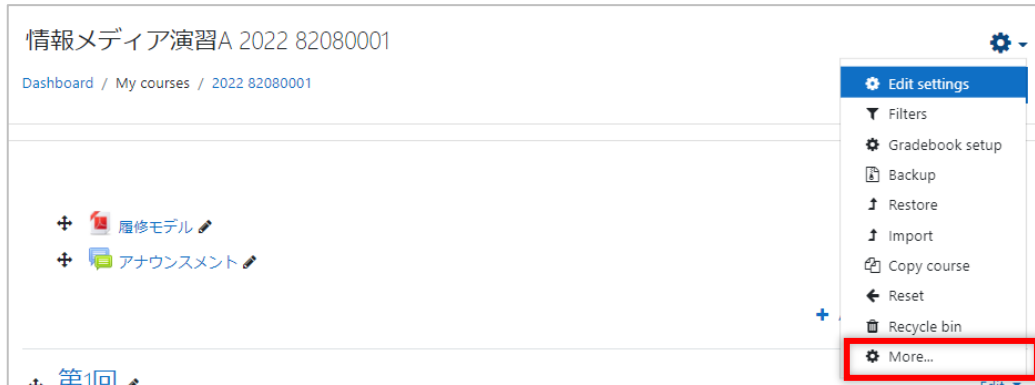 情報メディア演習A 2022 82080001
Dashboard / My courses / 2022 82080001
Edit settings
Filters
Gradebook setup
Backup
Restore
Import
Copy course
Reset
Recycle bin
More...
履修モデル
アナウンスメント
第1回
Edit